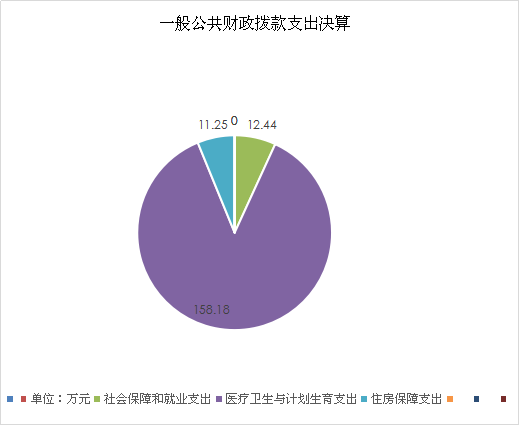 一般公共财政拨款支出决算
11.25 0 12.44
158.18
单位：万元 社会保障和就业支出 医疗卫生与计划生育支出 住房保障支出